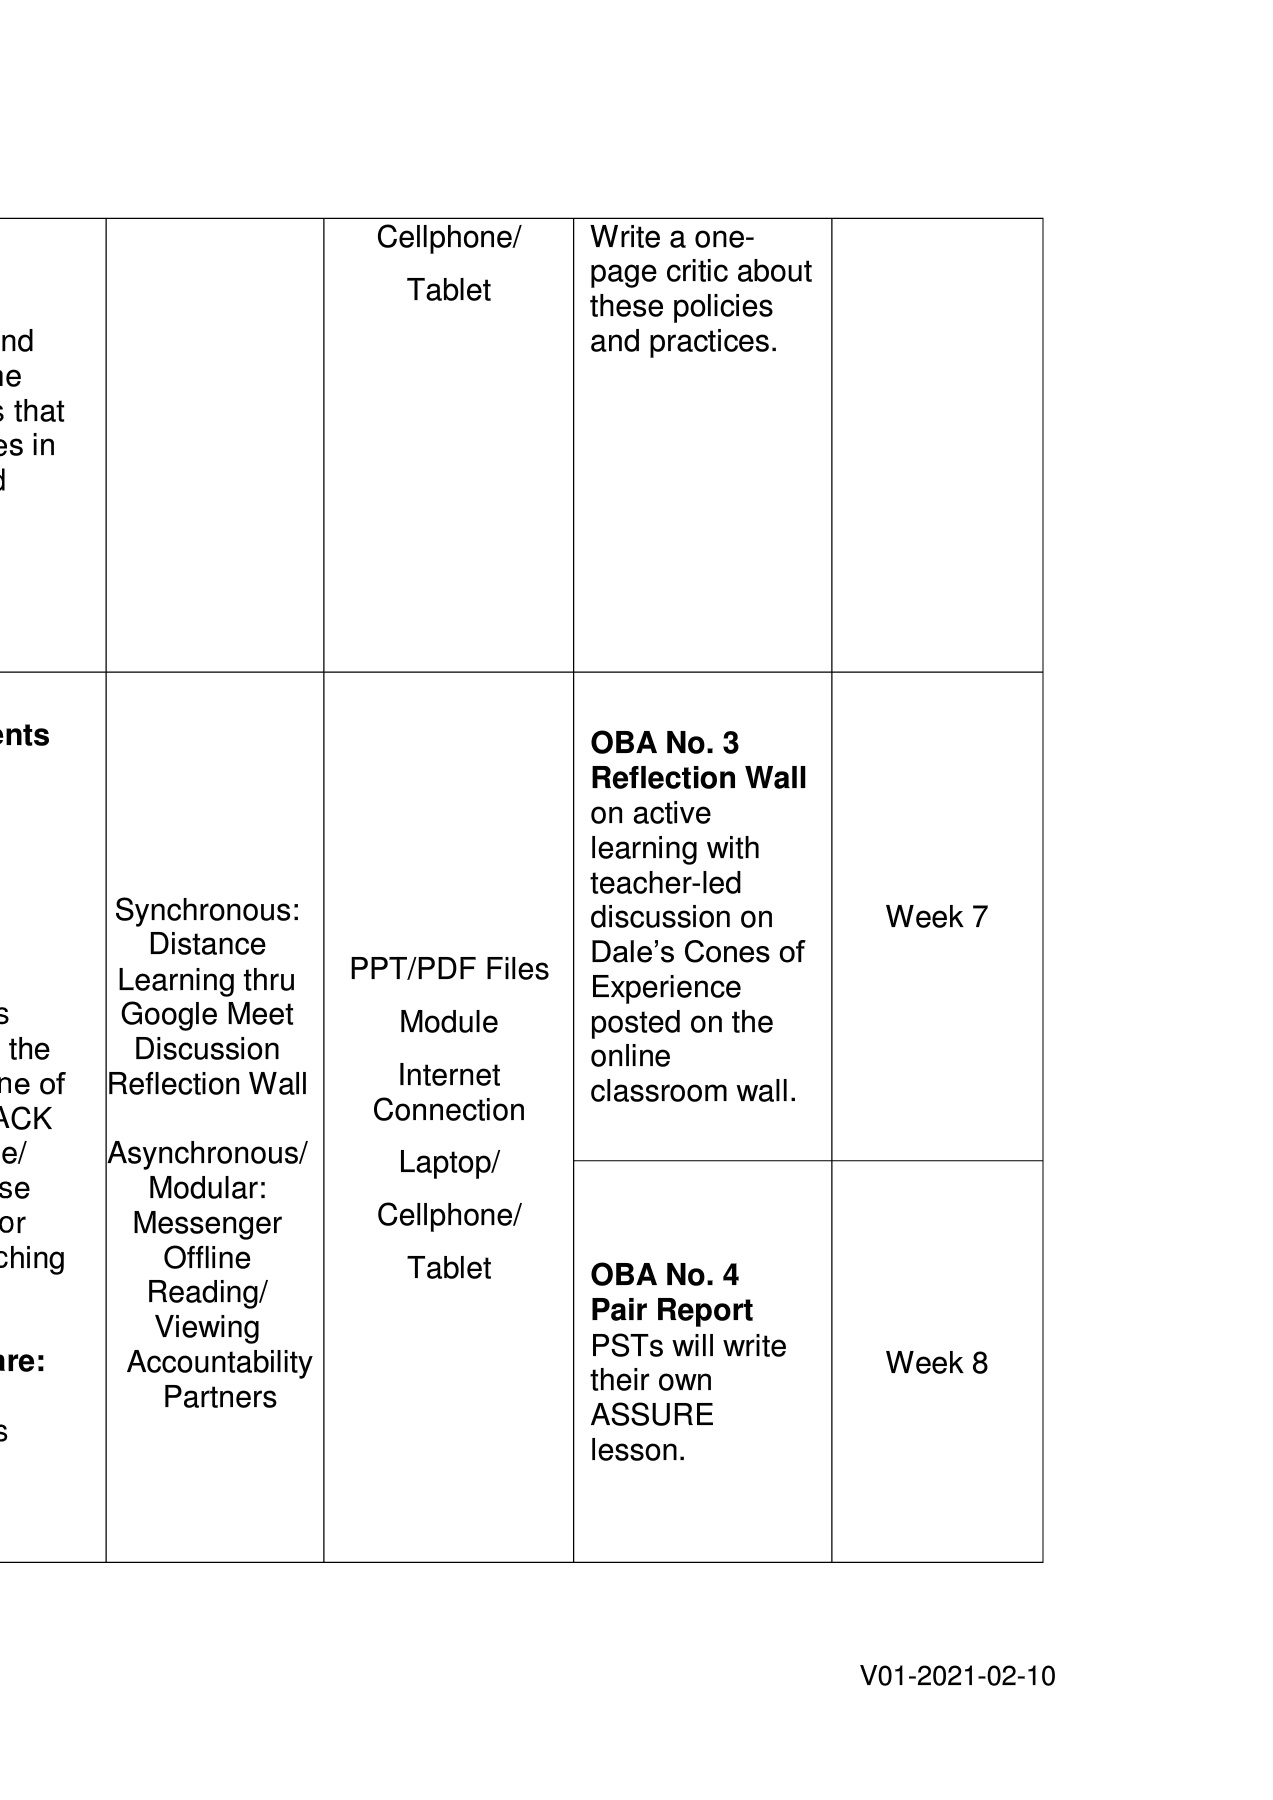 nd
s that
es in
Cellphone/
Tablet
Write a one-
page critic about
these policies
and practices.
ents
s
the
ne of
ACK
e/
se
or
ching
are:
s
Synchronous:
Distance
Learning thru
Google Meet
Discussion
Reflection Wall
Asynchronous/
Modular:
Messenger
Offline
Reading/
Viewing
Accountability
Partners
PPT/PDF Files
Module
Internet
Connection
Laptop/
Cellphone/
Tablet
OBA No. 3
Reflection Wall
on active
learning with
teacher-led
discussion on
Dale’s Cones of
Experience
posted on the
online
classroom wall.
Week 7
OBA No. 4
Pair Report
PSTs will write
their own
ASSURE
lesson.
Week 8
V01-2021-02-10